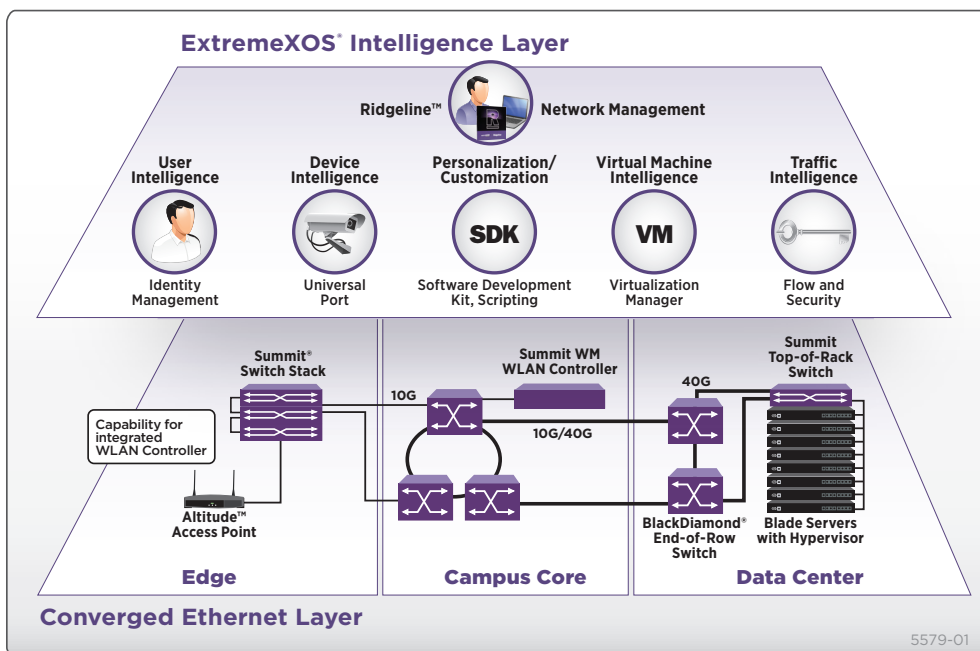 ExtremeXOS® Intelligence Layer
Ridgeline™
Network Management
User
Intelligence
Device
Intelligence
Personalization/
Customization
Virtual Machine
Intelligence
Traffic
Intelligence
SDK
VM
Identity
Management
Universal
Port
Software Development
Kit, Scripting
Virtualization
Manager
Flow and
Security
Summit®
Switch Stack
Summit WM
WLAN Controller
Summit
Top-of-Rack
Switch
10G
40G
Capability for
integrated
WLAN Controller
10G/40G
Altitude™
Access Point
BlackDiamond®
End-of-Row
Switch
Blade Servers
with Hypervisor
Edge
Campus Core
Data Center
Converged Ethernet Layer
5579-01